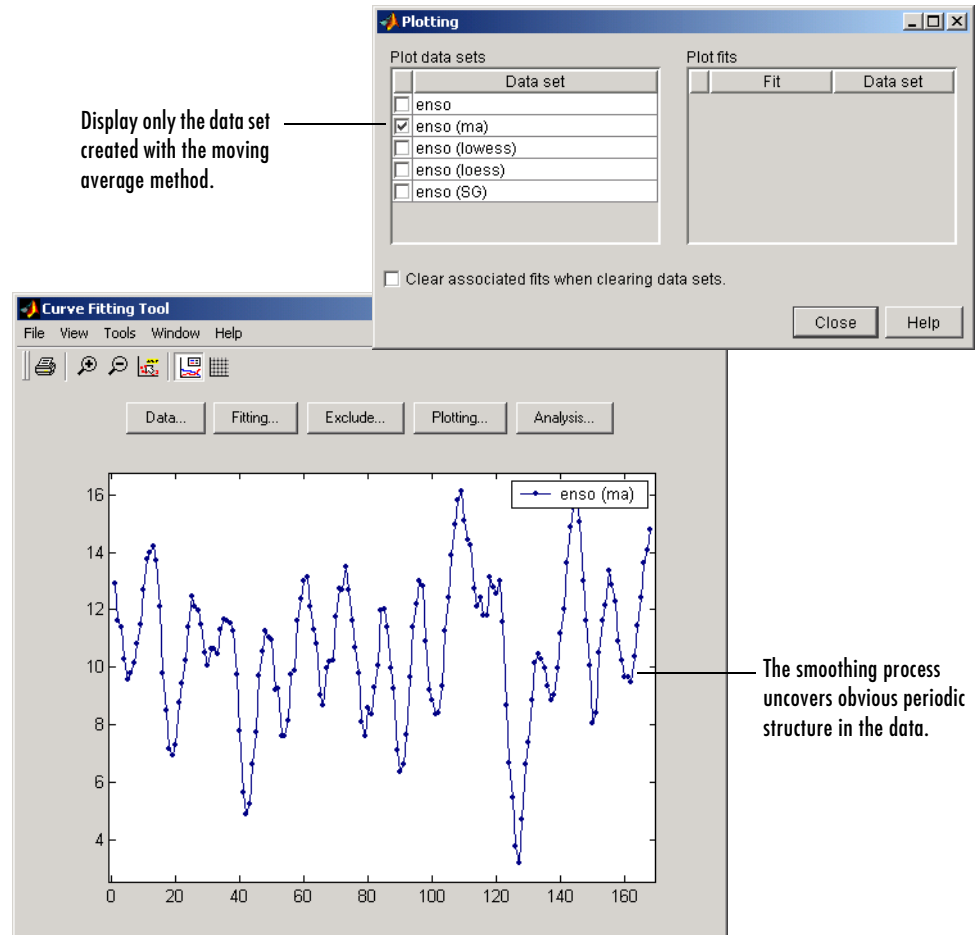 Plotting
Plot data sets
Plot fits
Data set
Fit
Data set
enso
enso (ma)
enso (lowess)
enso (loess)
enso (SG)
Clear associated fits when clearing data sets.
Close
Help
Display only the data set
created with the moving
average method.
Curve Fitting Tool
File View Tools Window Help
Data...
Fitting...
Exclude...
Plotting...
Analysis...
enso (ma)
16
14
12
10
8
6
4
0 20 40 60 80 100 120 140 160
The smoothing process
uncovers obvious periodic
structure in the data.